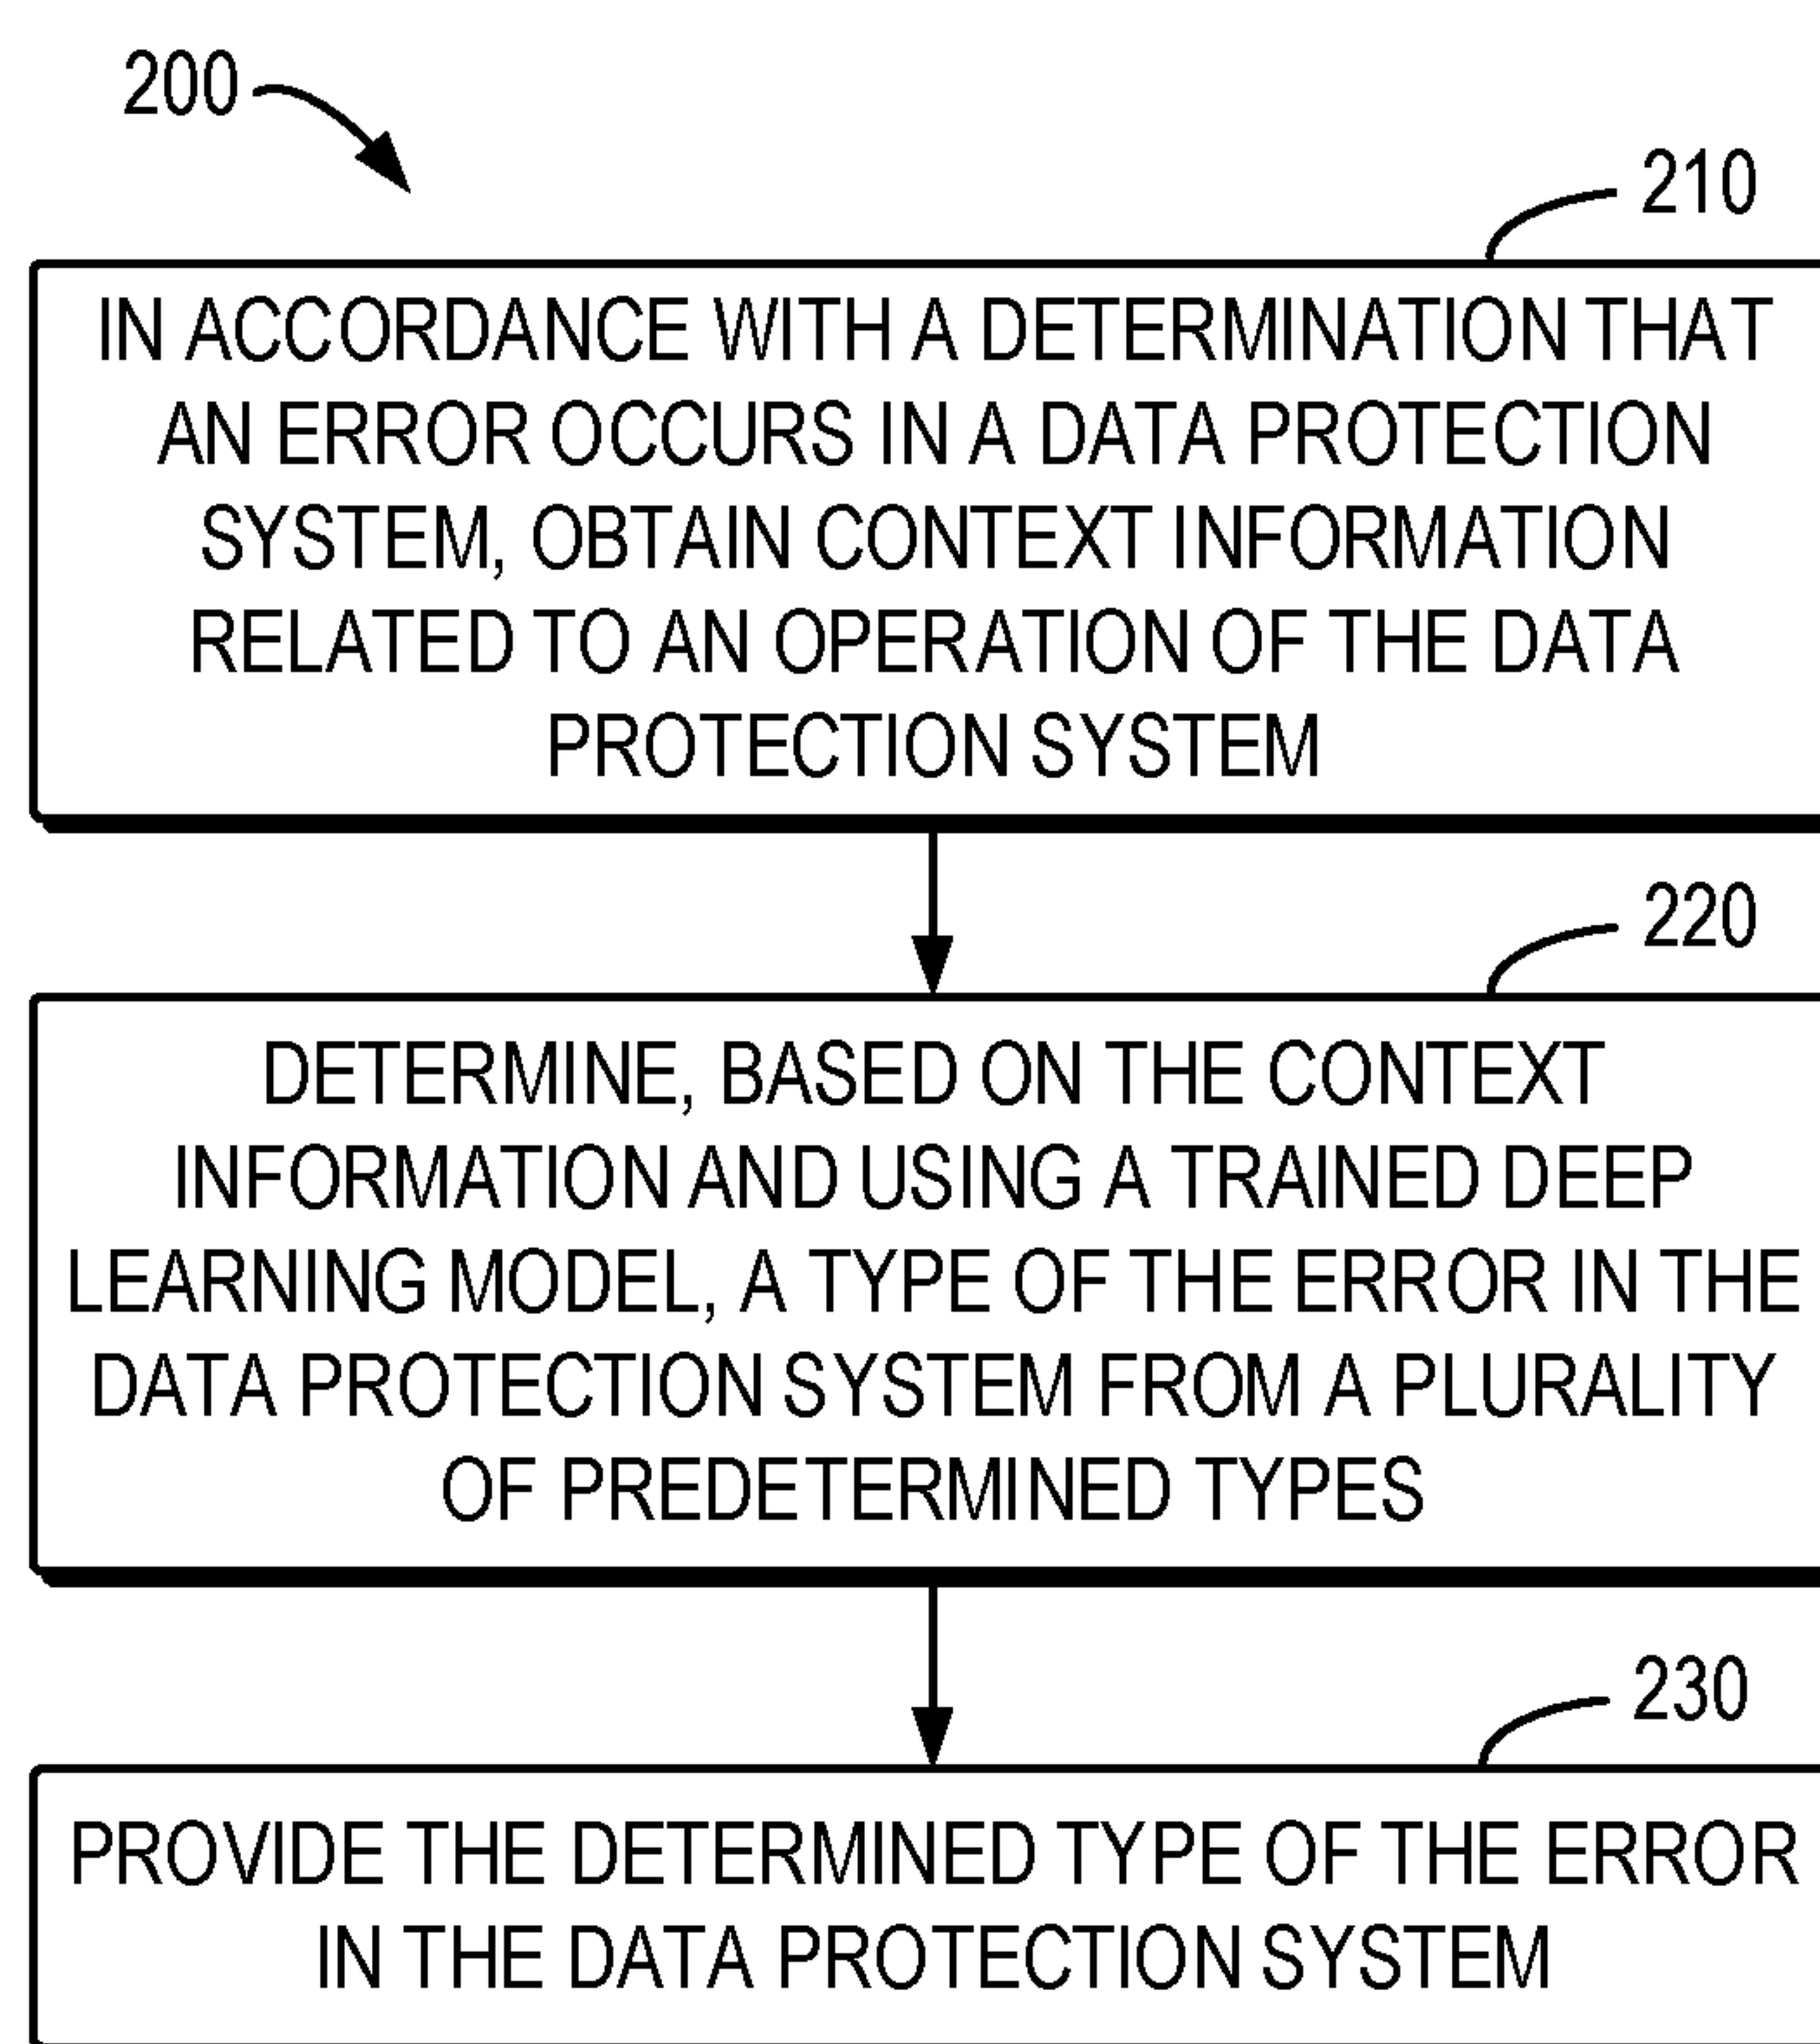 200
210
IN ACCORDANCE WITH A DETERMINATION THAT
AN ERROR OCCURS IN A DATA PROTECTION
SYSTEM, OBTAIN CONTEXT INFORMATION
RELATED TO AN OPERATION OF THE DATA
PROTECTION SYSTEM
220
DETERMINE, BASED ON THE CONTEXT
INFORMATION AND USING A TRAINED DEEP
LEARNING MODEL, A TYPE OF THE ERROR IN THE
DATA PROTECTION SYSTEM FROM A PLURALITY
OF PREDETERMINED TYPES
230
PROVIDE THE DETERMINED TYPE OF THE ERROR
IN THE DATA PROTECTION SYSTEM